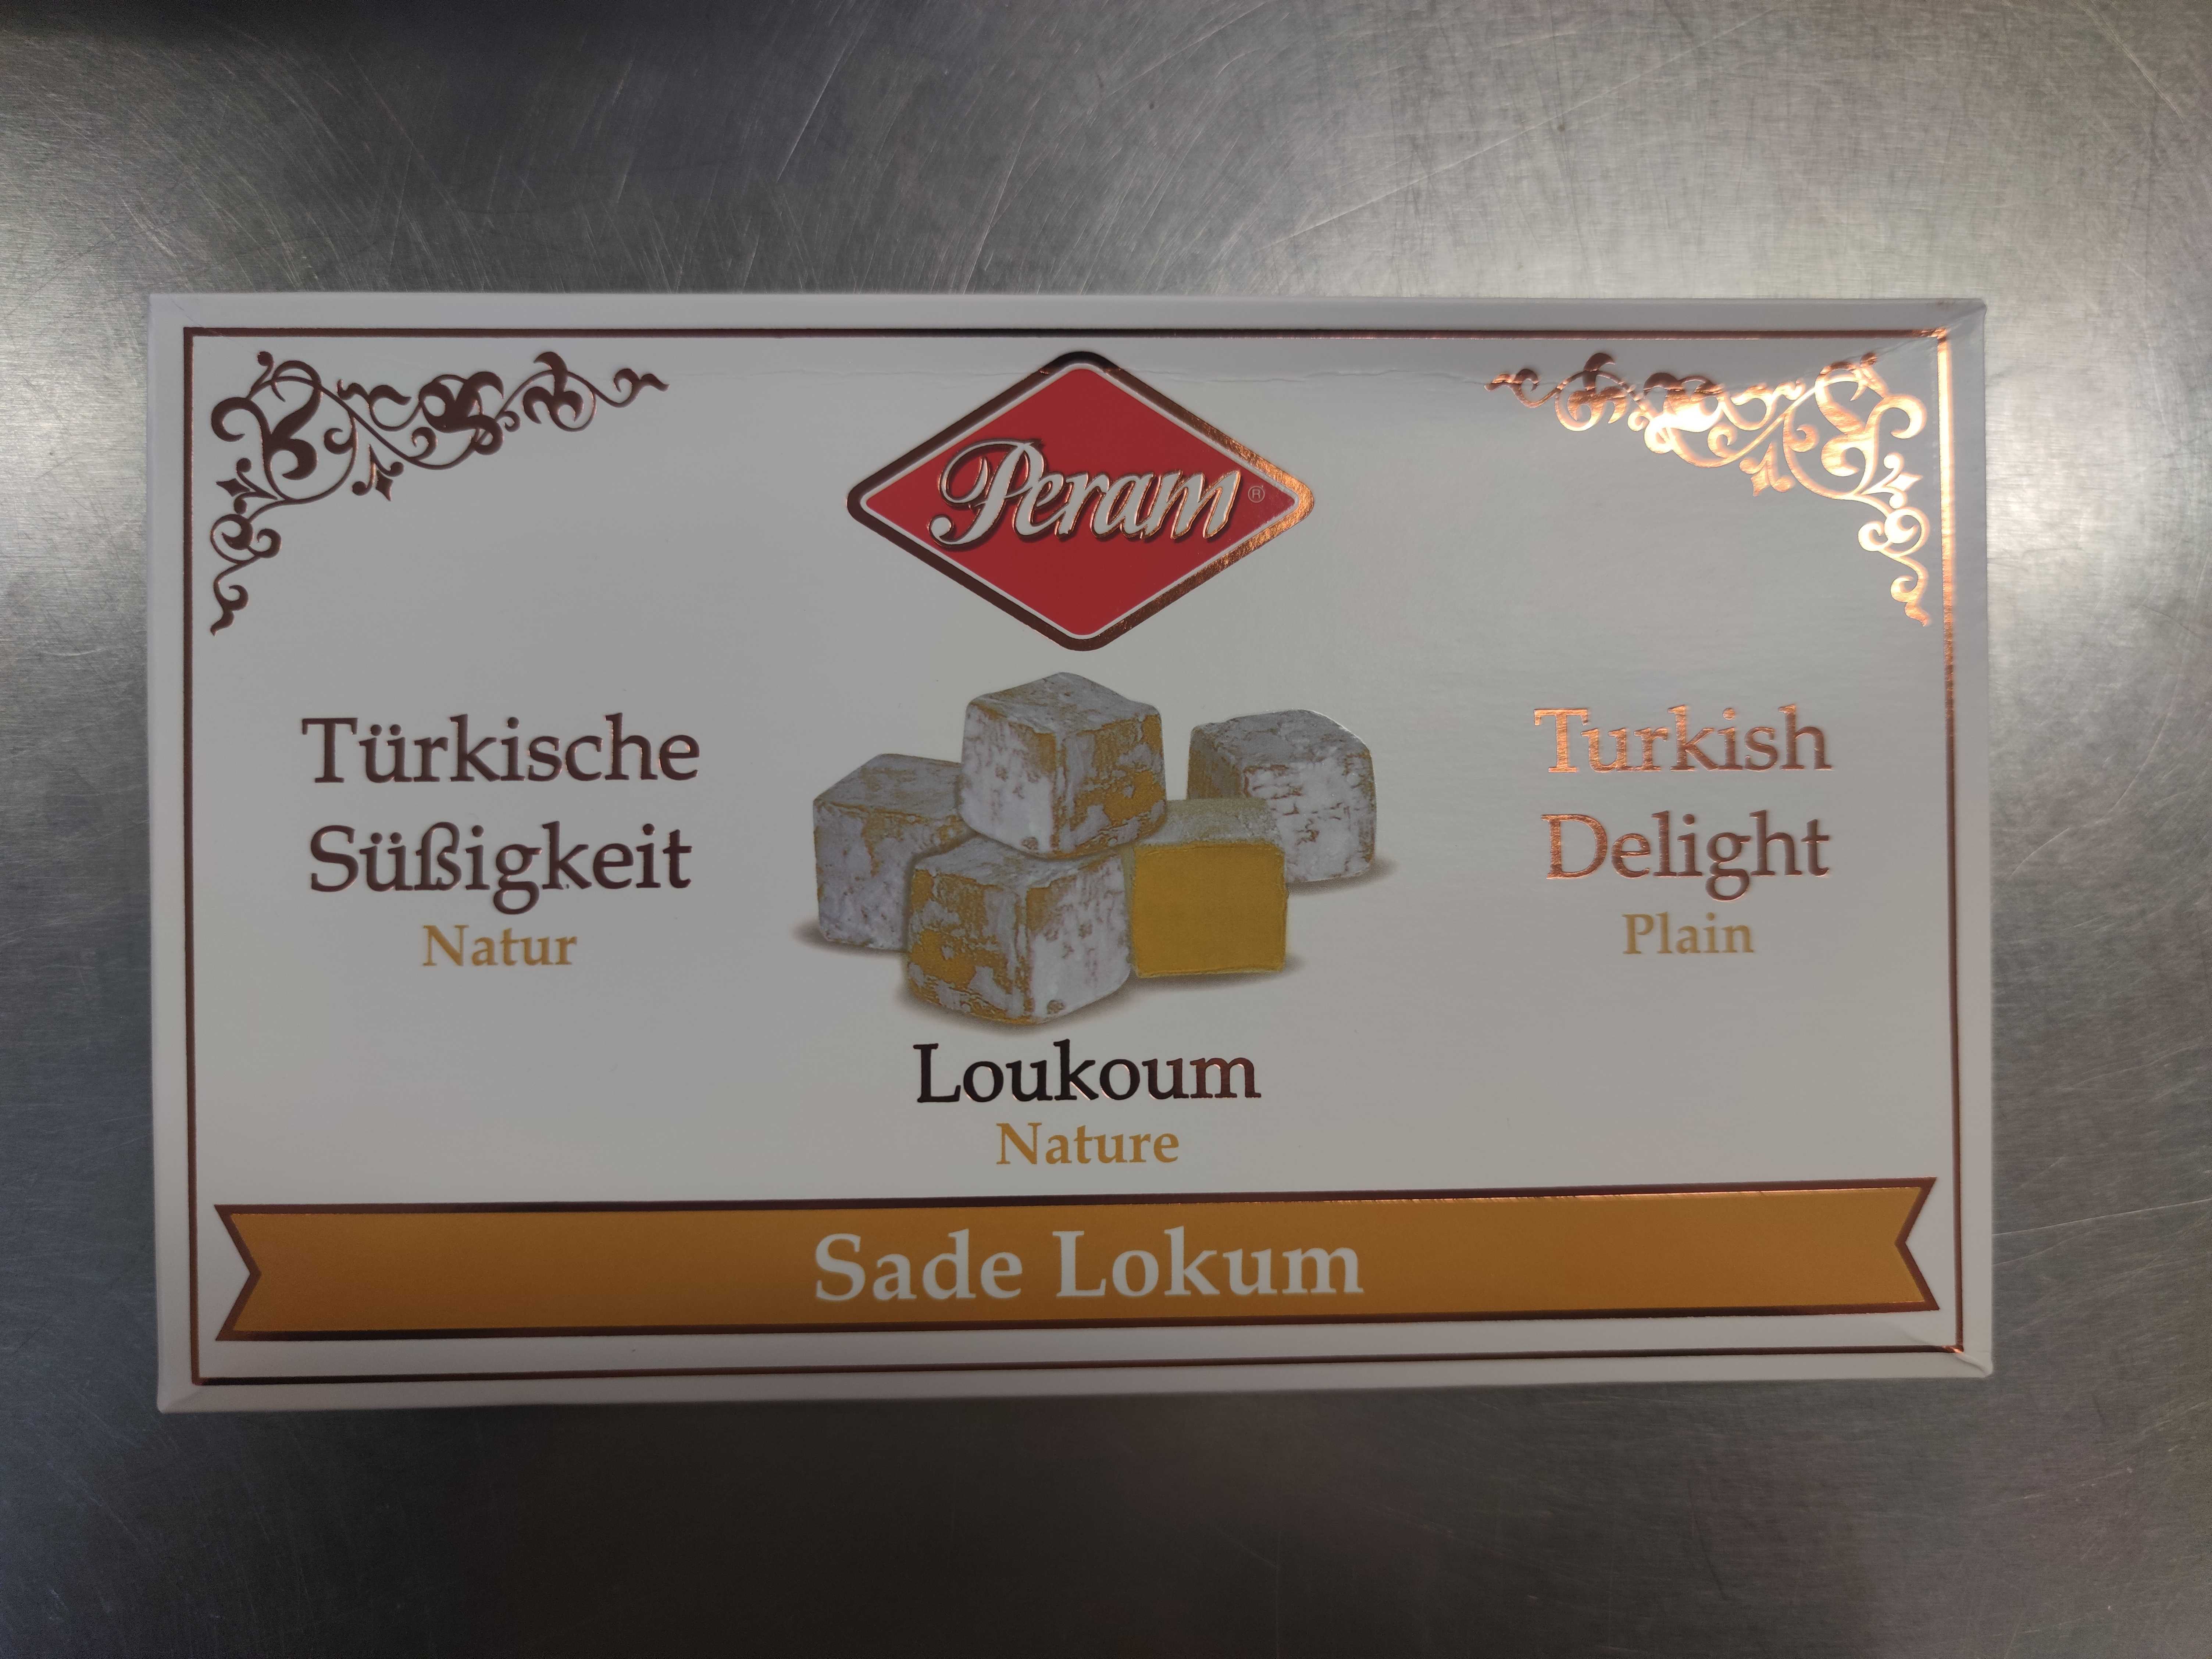 Peram®
Türkische
Süßigkeit
Natur
Turkish
Delight
Plain
Loukoum
Nature
Sade Lokum